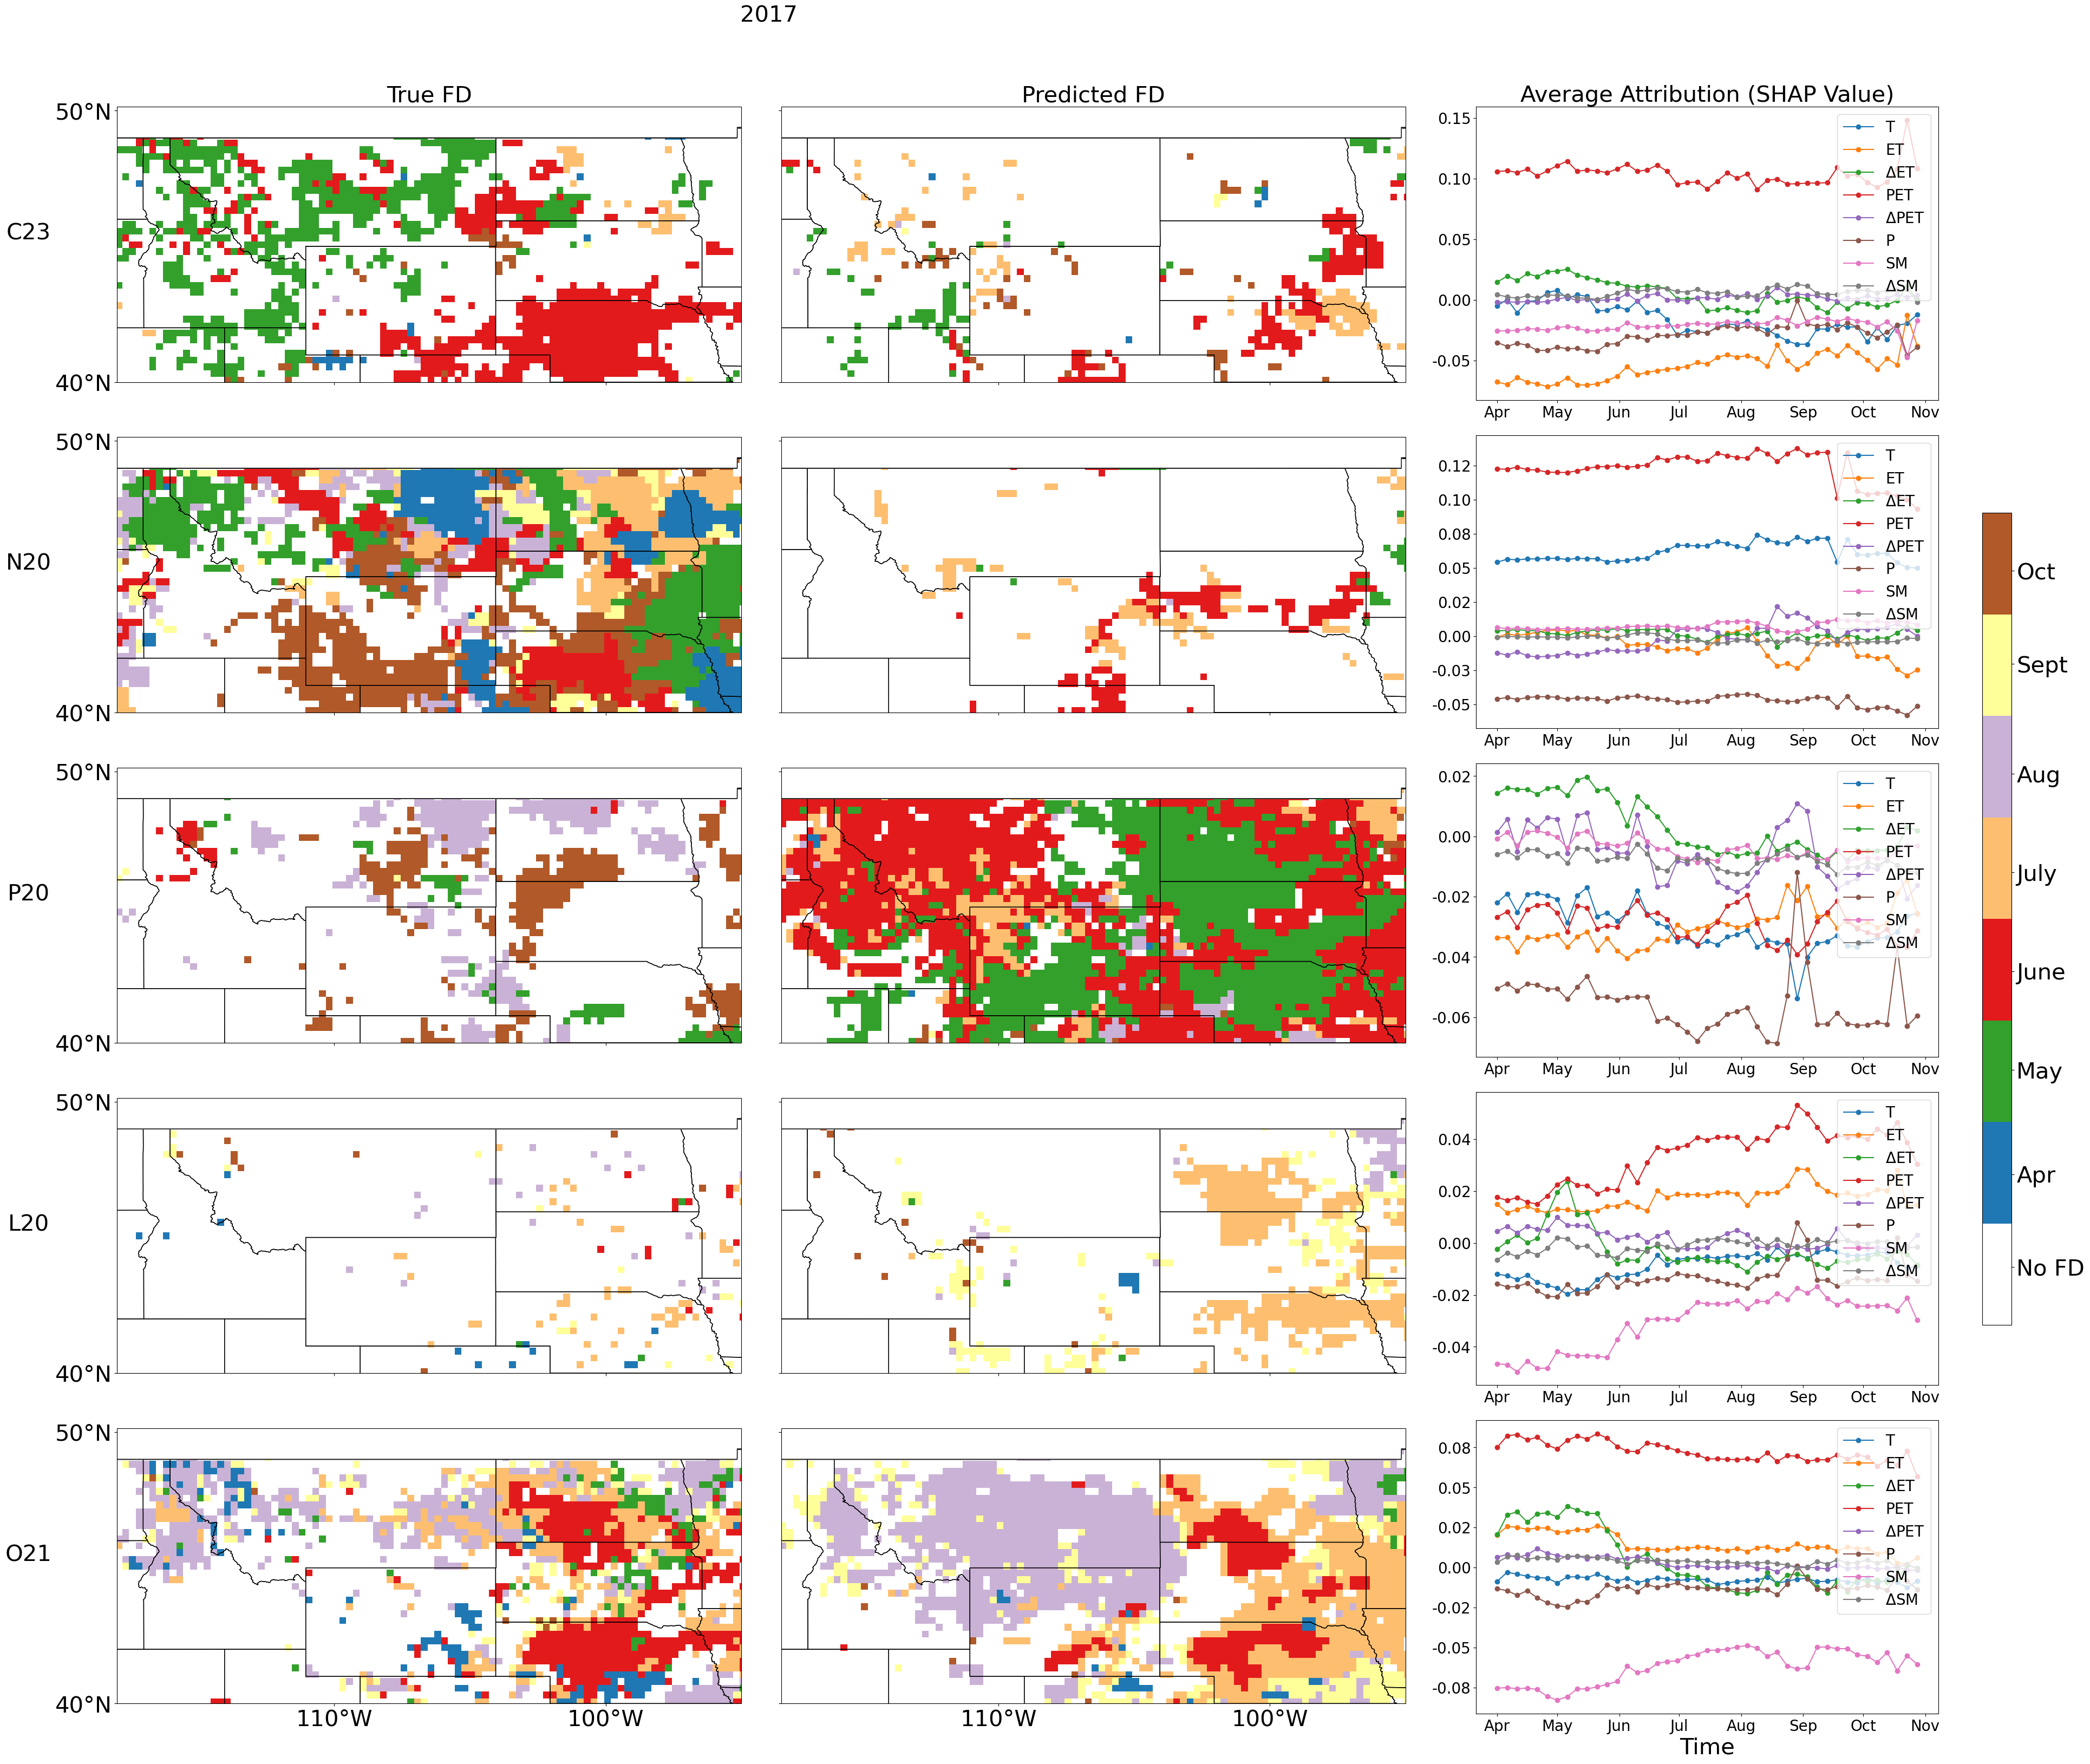 2017
True FD
Predicted FD
Average Attribution (SHAP Value)
C23
50°N
40°N
0.15
0.10
0.05
0.00
-0.05
T
ET
ΔET
PET
ΔPET
P
SM
ΔSM
Apr May Jun Jul Aug Sep Oct Nov
N20
50°N
40°N
0.12
0.10
0.08
0.05
0.02
0.00
-0.03
-0.05
T
ET
ΔET
PET
ΔPET
P
SM
ΔSM
Apr May Jun Jul Aug Sep Oct Nov
P20
50°N
40°N
0.02
0.00
-0.02
-0.04
-0.06
T
ET
ΔET
PET
ΔPET
P
SM
ΔSM
Apr May Jun Jul Aug Sep Oct Nov
L20
50°N
40°N
0.04
0.02
0.00
-0.02
-0.04
T
ET
ΔET
PET
ΔPET
P
SM
ΔSM
Apr May Jun Jul Aug Sep Oct Nov
O21
50°N
40°N
110°W 100°W
110°W 100°W
0.08
0.05
0.02
0.00
-0.02
-0.05
-0.08
T
ET
ΔET
PET
ΔPET
P
SM
ΔSM
Apr May Jun Jul Aug Sep Oct Nov
Time
Oct
Sept
Aug
July
June
May
Apr
No FD